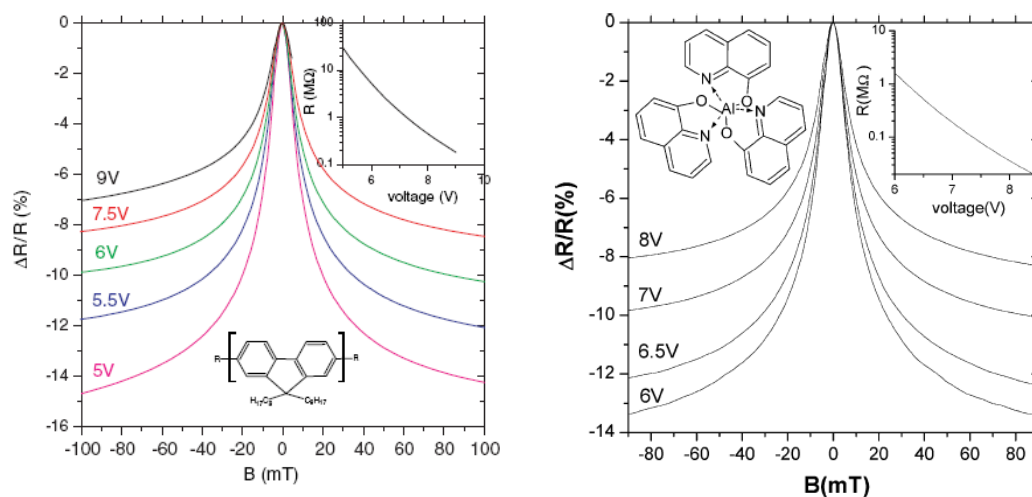 ΔR/R (%)
0
-2
-4
-6
-8
-10
-12
-14
-16
-100 -80 -60 -40 -20 0 20 40 60 80 100
B (mT)
9V
7.5V
6V
5.5V
5V
R (MΩ)
100
10
1
0.1
6 8 10
voltage (V)
R
R
H17C8
C8H17
ΔR/R(%)
0
-2
-4
-6
-8
-10
-12
-14
-80 -60 -40 -20 0 20 40 60 80
B(mT)
8V
7V
6.5V
6V
N
O
O
Al
N
O
N
R(MΩ)
10
1
0.1
6 7 8
voltage(V)